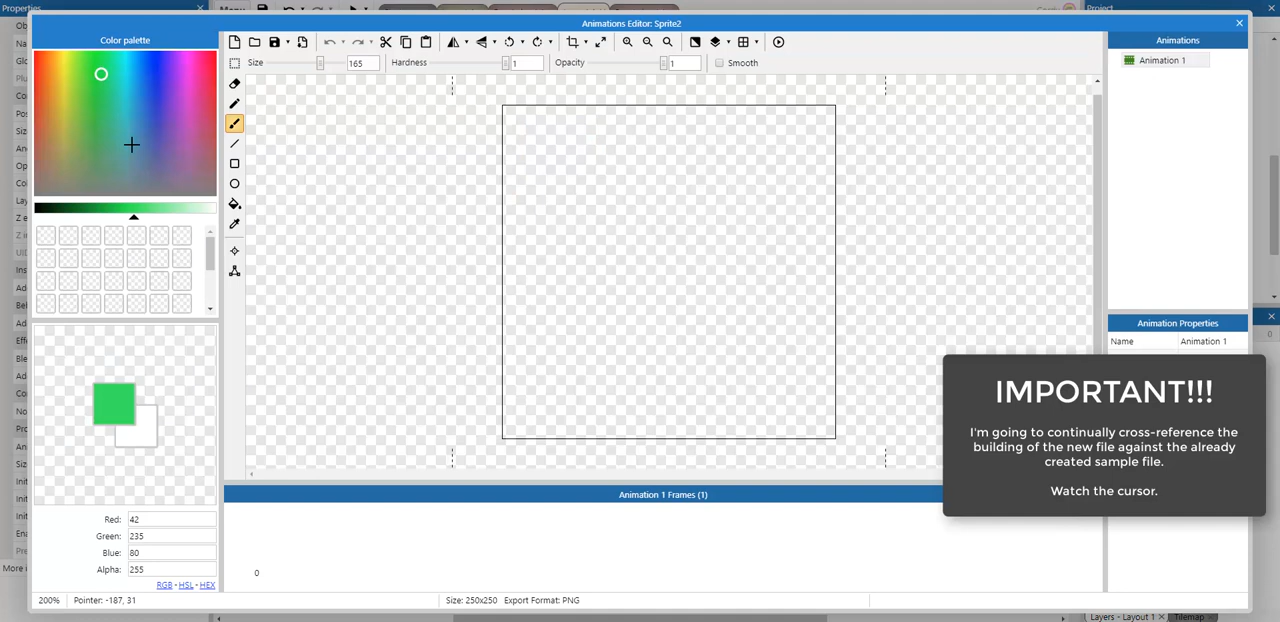 Properties
Menu
Project
Animations Editor: Sprite2
Color palette
Size 165 Hardness 1 Opacity 1 Smooth
Animations
Animation 1
Animation Properties
Name Animation 1
IMPORTANT!!!
I'm going to continually cross-reference the
building of the new file against the already
created sample file.
Watch the cursor.
Animation 1 Frames (1)
0
Red: 42
Green: 235
Blue: 80
Alpha: 255
RGB - HSL - HEX
200% Pointer: -187, 31 Size: 250x250 Export Format: PNG
Layers - Layout 1 Tilemap